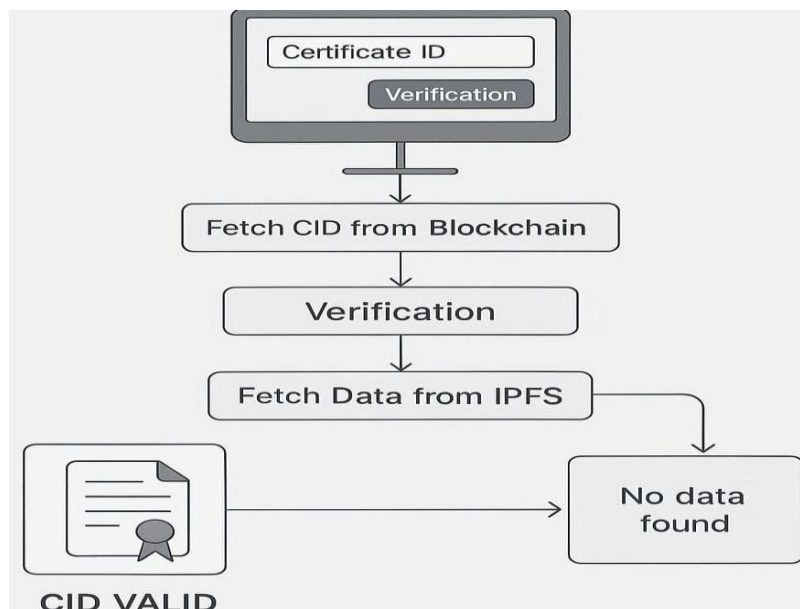 Certificate ID
Verification
Fetch CID from Blockchain
Verification
Fetch Data from IPFS
No data
found
CID VALID